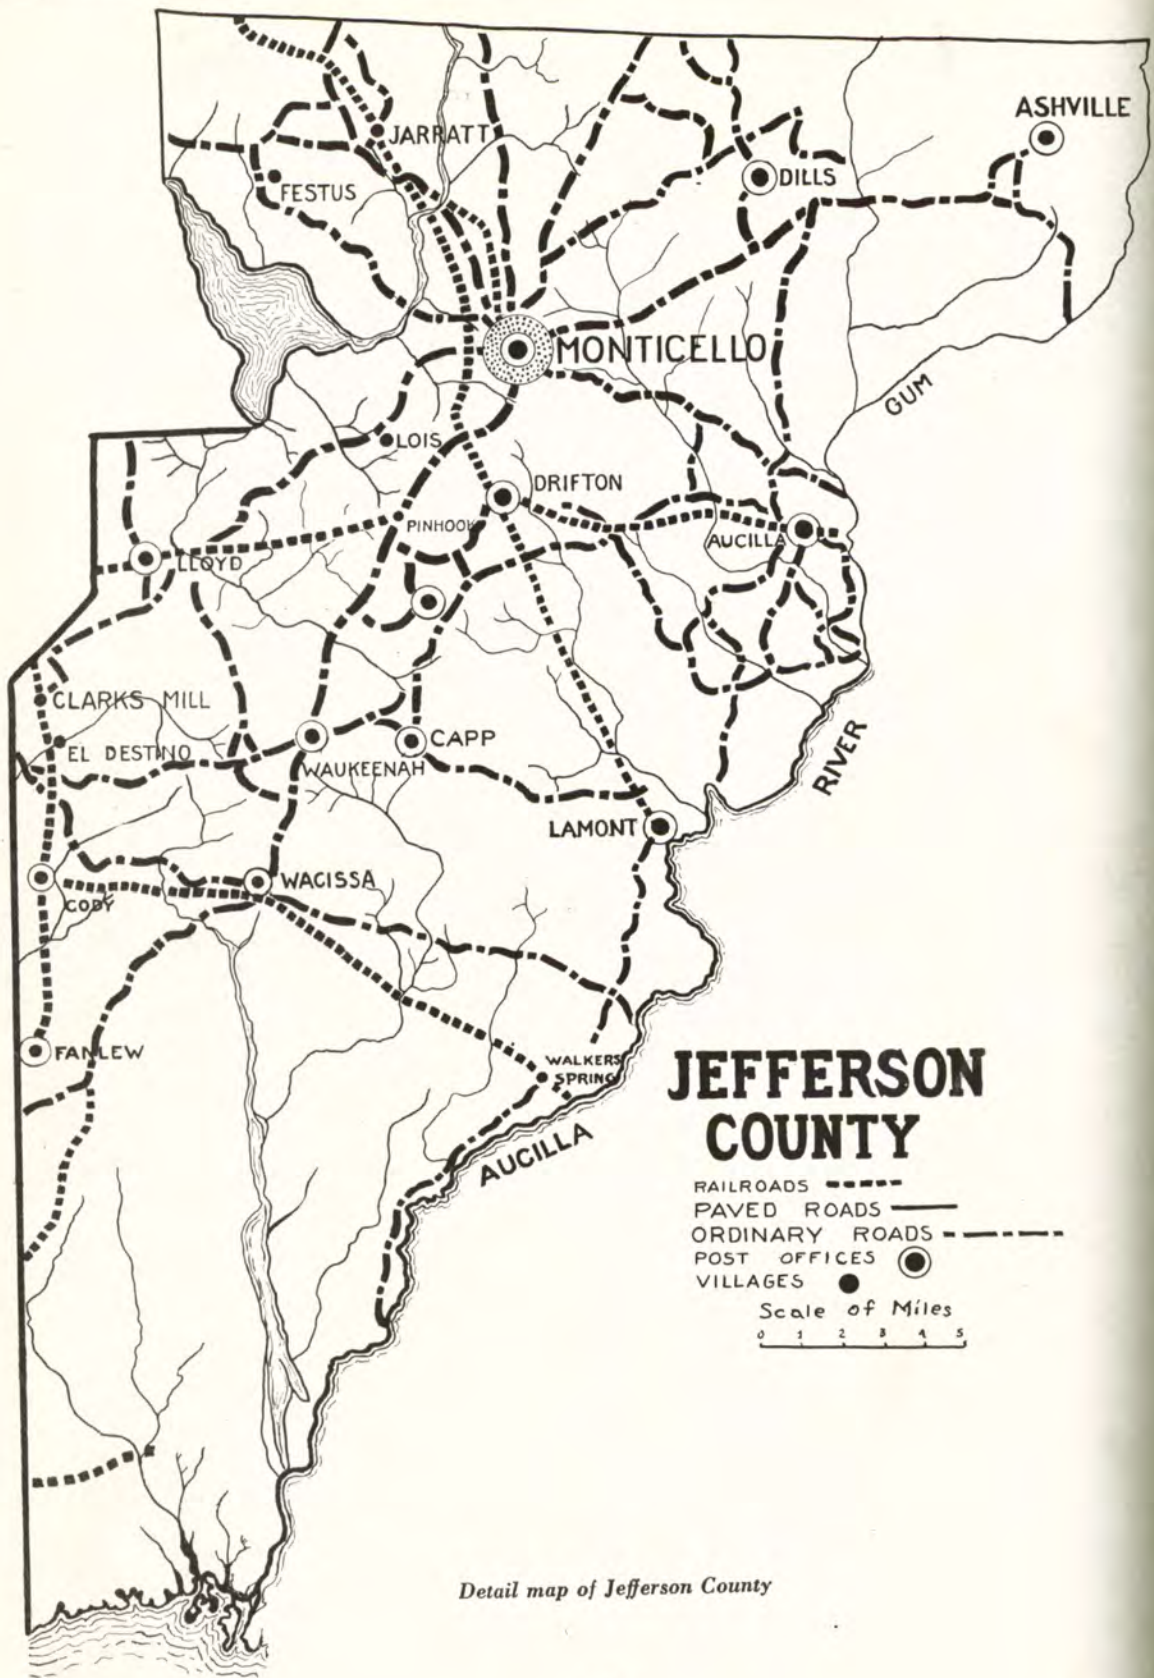 ASHVILLE
JARRATT
DILLS
FESTUS
MONTICELLO
GUM
LOIS
DRIFTON
PINHOOK
AUCILLA
LLOYD
CLARKS MILL
EL DESTINO
CAPP
WAUKEENAH
RIVER
LAMONT
WACISSA
CODY
FANLEW
WALKERS
SPRING
AUCILLA
JEFFERSON
COUNTY
RAILROADS
PAVED ROADS
ORDINARY ROADS
POST OFFICES
VILLAGES
Scale of Miles
0 1 2 3 4 5
Detail map of Jefferson County